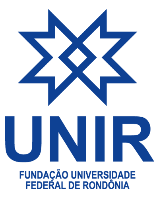 UNIR
FUNDAÇÃO UNIVERSIDADE
FEDERAL DE RONDÔNIA